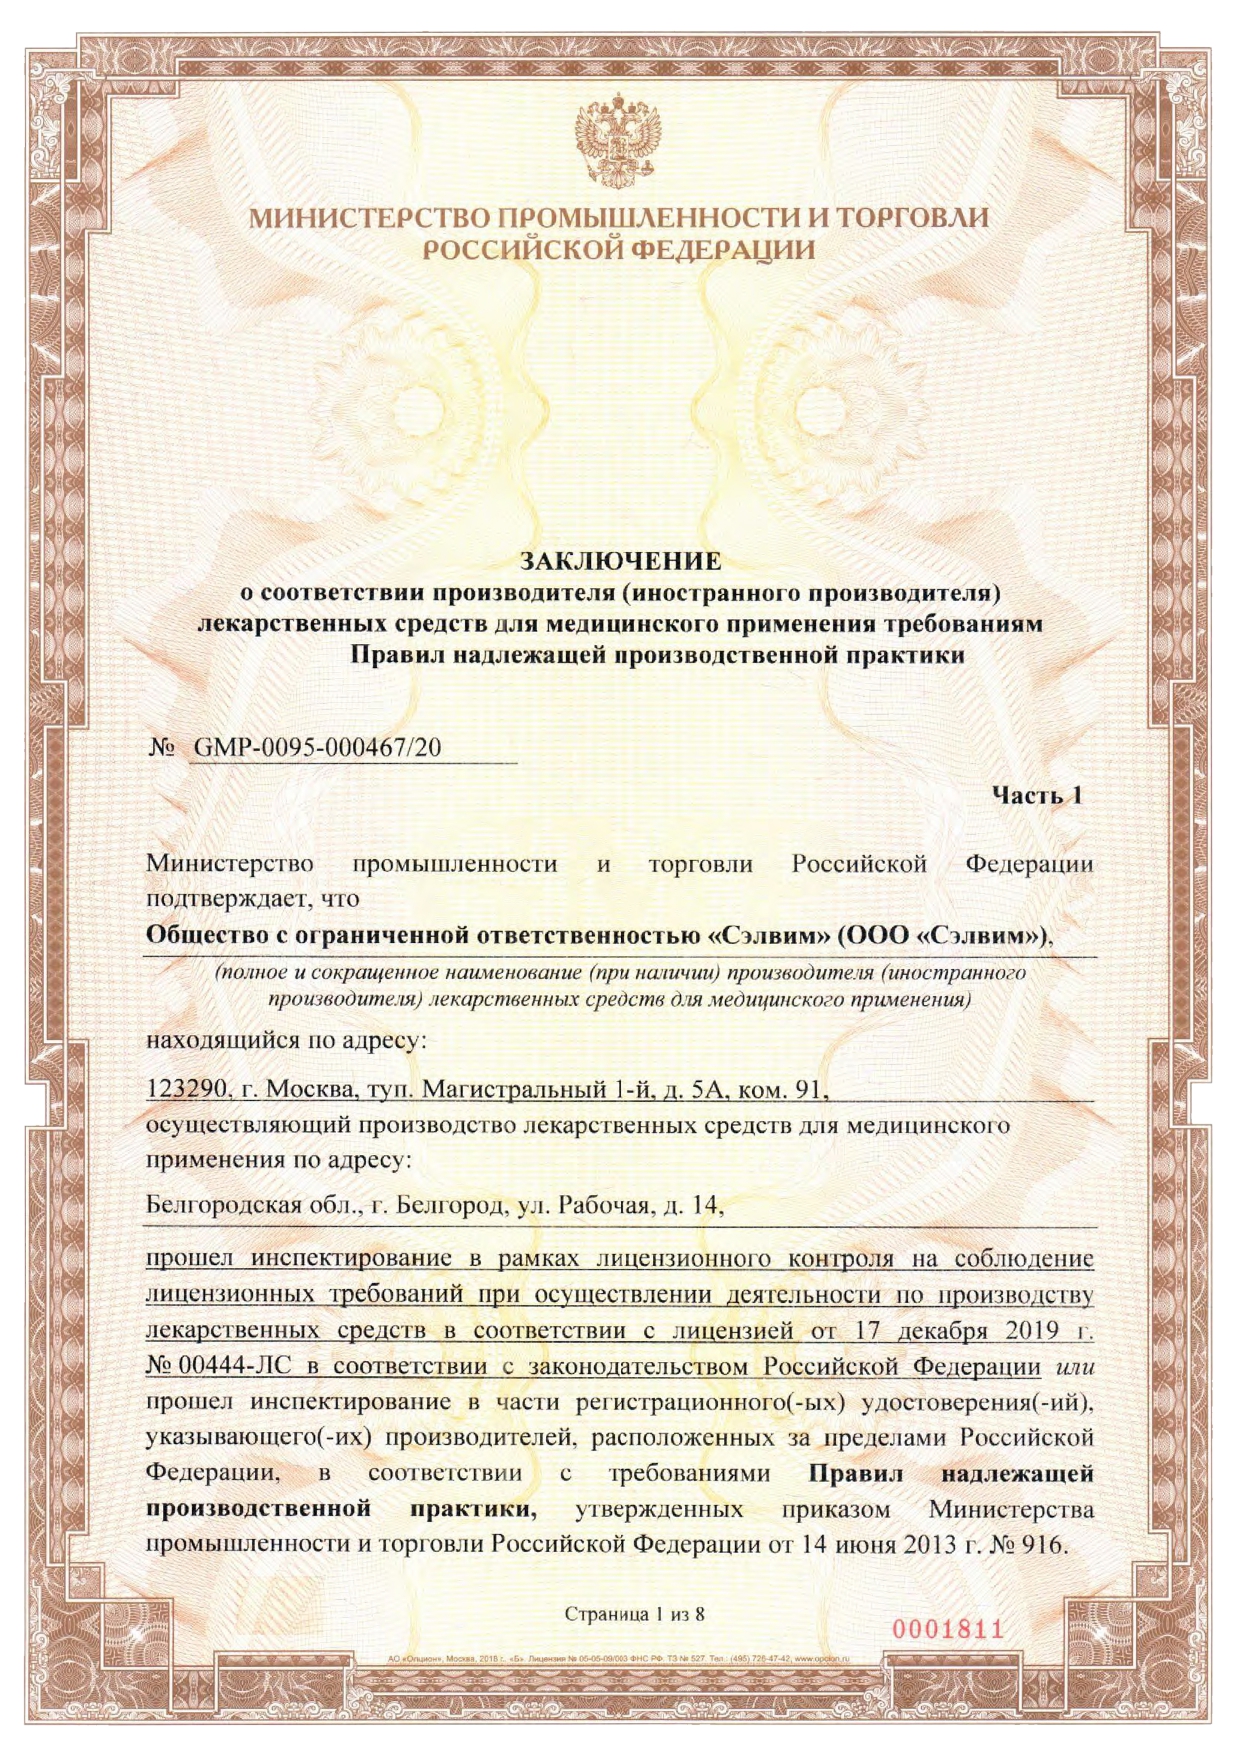 МИНИСТЕРСТВО ПРОМЫШЛЕННОСТИ И ТОРГОВЛИ
РОССИЙСКОЙ ФЕДЕРАЦИИ
ЗАКЛЮЧЕНИЕ
о соответствии производителя (иностранного производителя)
лекарственных средств для медицинского применения требованиям
Правил надлежащей производственной практики
№ GMP-0095-000467/20
Часть 1
Министерство промышленности и торговли Российской Федерации
подтверждает, что
Общество с ограниченной ответственностью «Сэлвим» (ООО «Сэлвим»),
(полное и сокращенное наименование (при наличии) производителя (иностранного
производителя) лекарственных средств для медицинского применения)
находящийся по адресу:
123290, г. Москва, туп. Магистральный 1-й, д. 5А, ком. 91,
осуществляющий производство лекарственных средств для медицинского
применения по адресу:
Белгородская обл., г. Белгород, ул. Рабочая, д. 14,
прошел инспектирование в рамках лицензионного контроля на соблюдение
лицензионных требований при осуществлении деятельности по производству
лекарственных средств в соответствии с лицензией от 17 декабря 2019 г.
№ 00444-ЛС в соответствии с законодательством Российской Федерации или
прошел инспектирование в части регистрационного(-ых) удостоверения(-ий),
указывающего(-их) производителей, расположенных за пределами Российской
Федерации, в соответствии с требованиями Правил надлежащей
производственной практики, утвержденных приказом Министерства
промышленности и торговли Российской Федерации от 14 июня 2013 г. № 916.
Страница 1 из 8
0001811
АО «Опцион», Москва, 2018 г., «Б». Лицензия № 05-05-09/003 ФНС РФ. ТЗ № 527. Тел.: (495) 726-47-42, www.opcion.ru